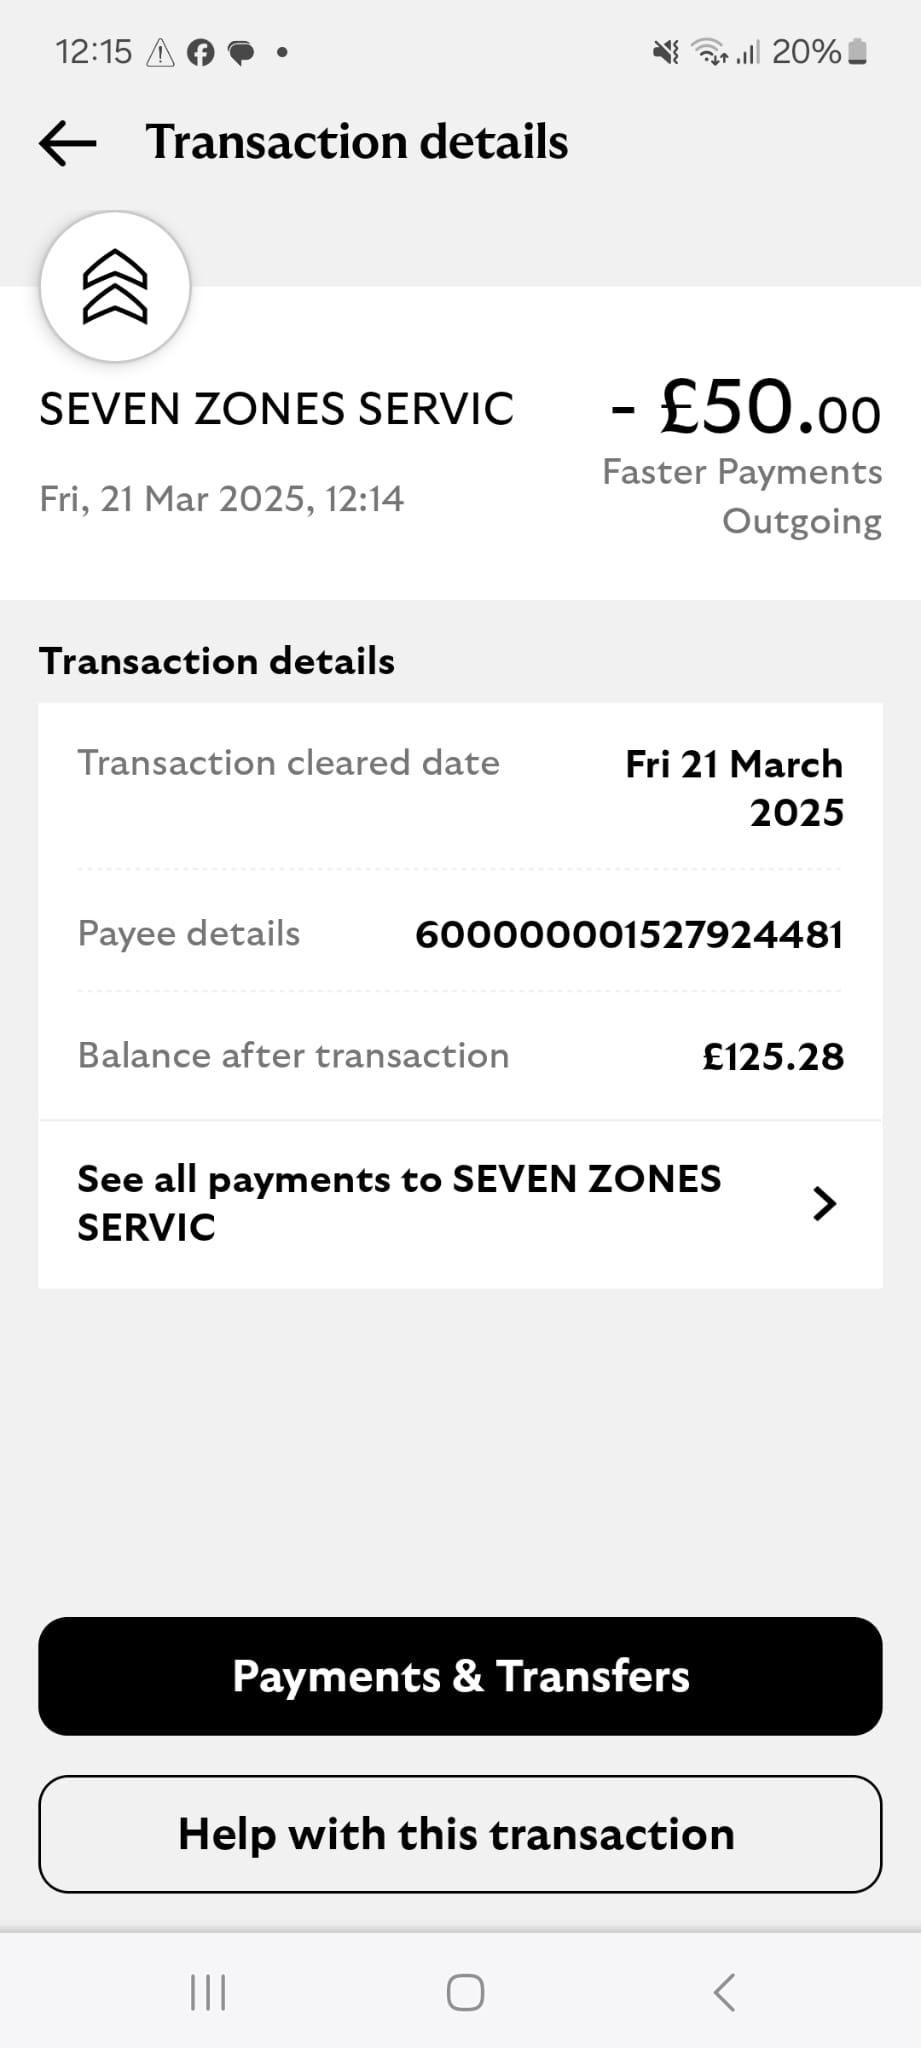 12:15
20%
Transaction details
SEVEN ZONES SERVIC
- £50.00
Fri, 21 Mar 2025, 12:14
Faster Payments
Outgoing
Transaction details
Transaction cleared date
Fri 21 March
2025
Payee details
600000001527924481
Balance after transaction
£125.28
See all payments to SEVEN ZONES
SERVIC
Payments & Transfers
Help with this transaction